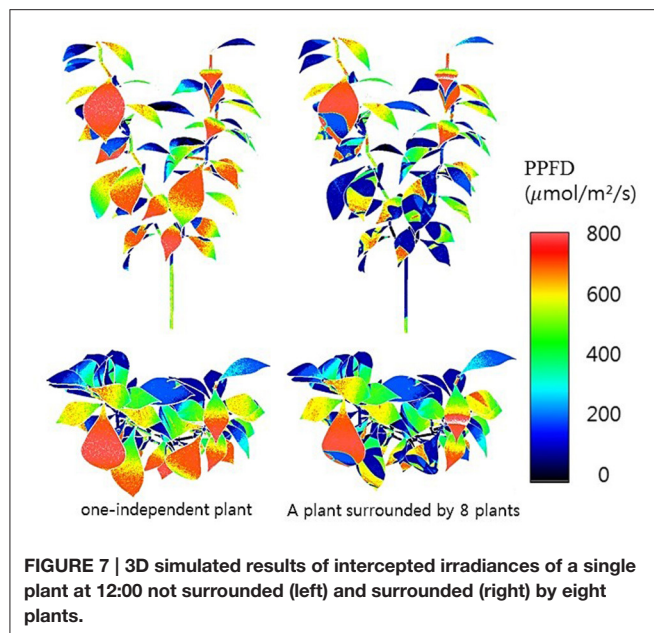 PPFD
(μmol/m²/s)
800
600
400
200
0
one-independent plant
A plant surrounded by 8 plants
FIGURE 7 | 3D simulated results of intercepted irradiances of a single
plant at 12:00 not surrounded (left) and surrounded (right) by eight
plants.